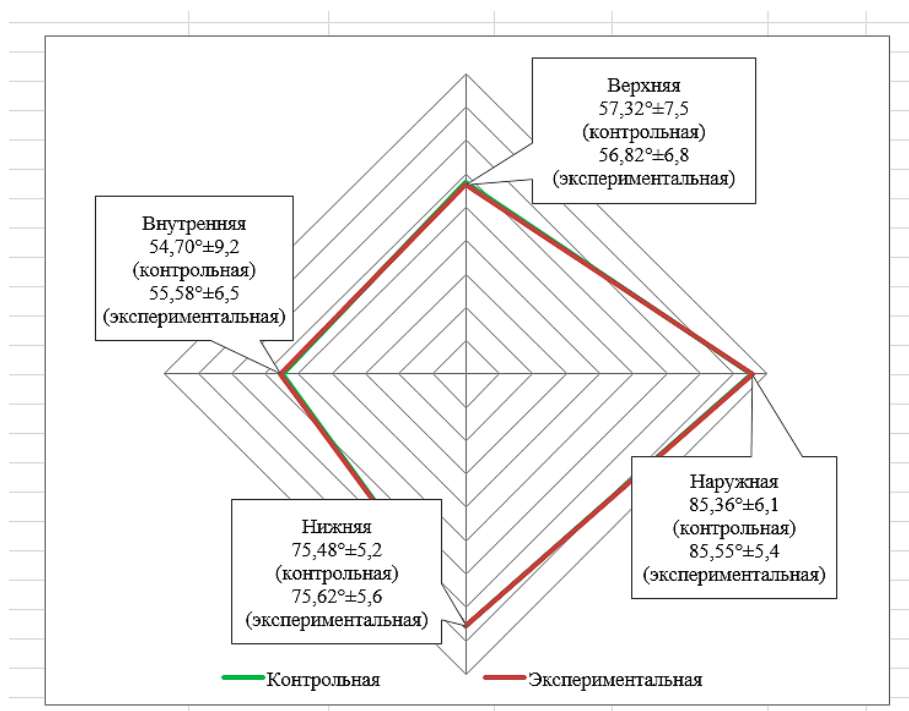 Верхняя
57,32°±7,5
(контрольная)
56,82°±6,8
(экспериментальная)
Внутренняя
54,70°±9,2
(контрольная)
55,58°±6,5
(экспериментальная)
Наружная
85,36°±6,1
(контрольная)
85,55°±5,4
(экспериментальная)
Нижняя
75,48°±5,2
(контрольная)
75,62°±5,6
(экспериментальная)
Контрольная
Экспериментальная